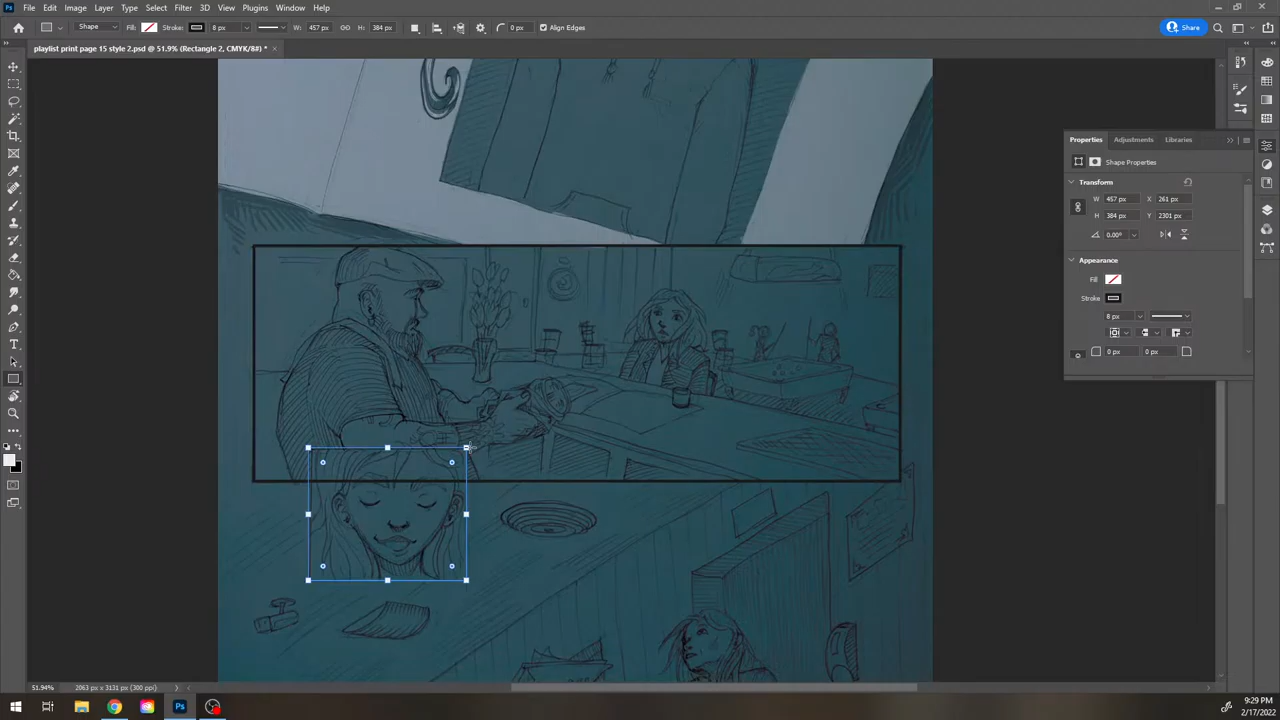 Ps File Edit Image Layer Type Select Filter 3D View Plugins Window Help
Shape Fill: Stroke: 8 px W: 457 px H: 384 px 0 px Align Edges Share
playlist print page 15 style 2.psd @ 51.9% (Rectangle 2, CMYK/8#) *
Properties Adjustments Libraries
Shape Properties
Transform
W 457 px X 261 px
H 384 px Y 2301 px
0.00°
Appearance
Fill
Stroke
8 px
0 px 0 px
51.94% 2063 px x 3131 px (300 ppi)
Ps 9:29 PM
2/17/2022